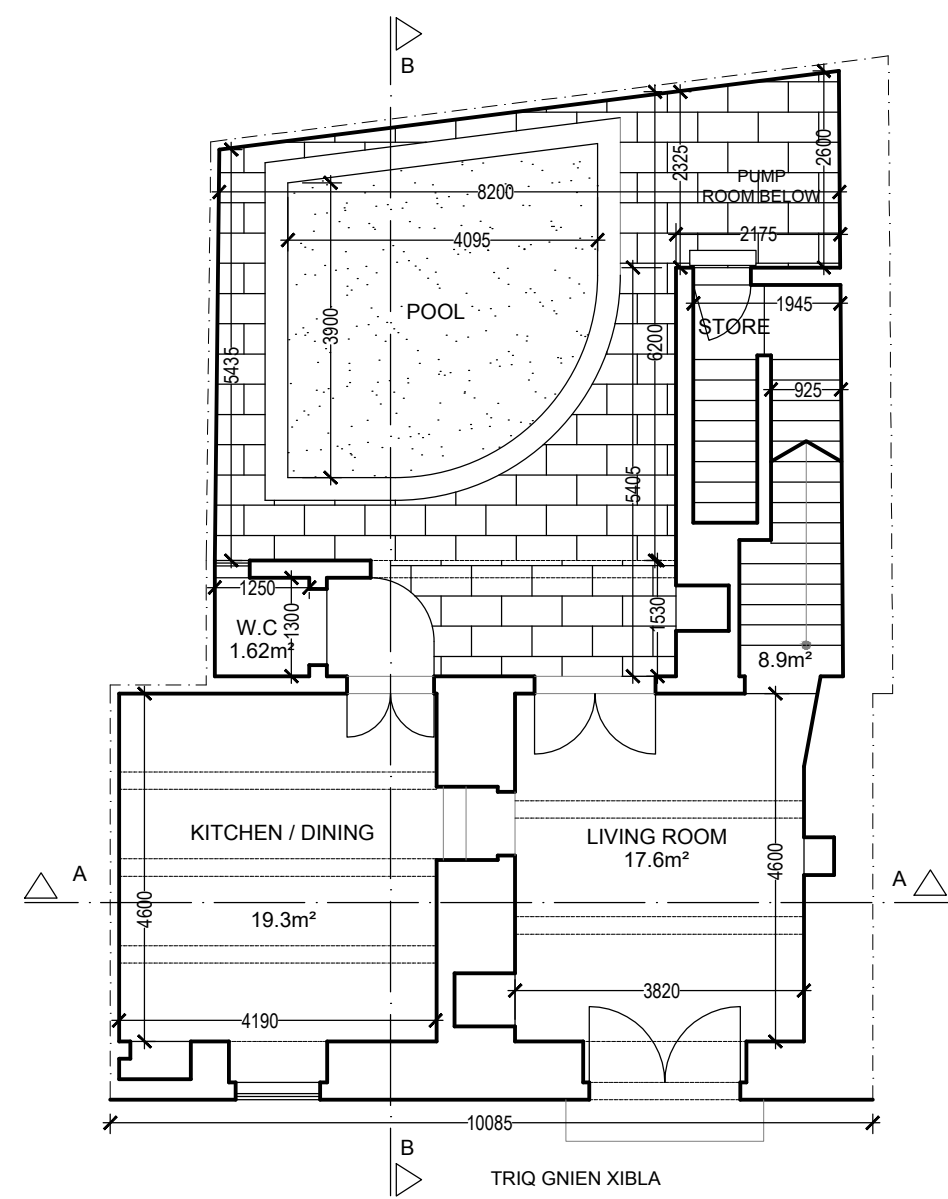 B
2325
2600
PUMP
ROOM BELOW
8200
2175
4095
1945
POOL
3900
STORE
6200
5435
925
5405
1250
W.C
1.62m²
1300
1530
8.9m²
KITCHEN / DINING
LIVING ROOM
17.6m²
4600
A
A
4600
19.3m²
3820
4190
10085
B
TRIQ GNIEN XIBLA